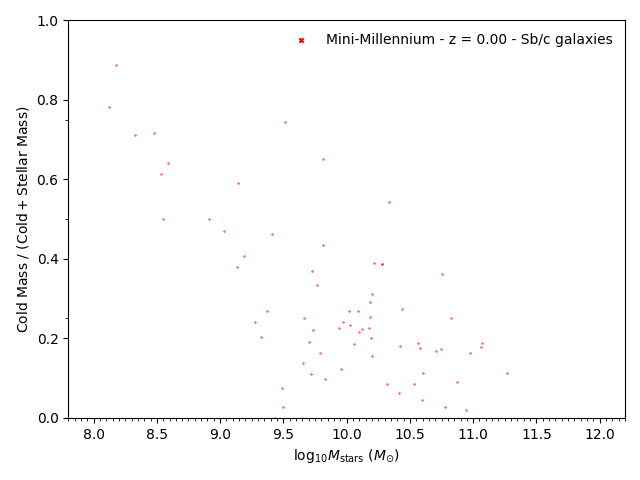 Mini-Millennium - z = 0.00 - Sb/c galaxies
1.0
0.8
0.6
0.4
0.2
0.0
Cold Mass / (Cold + Stellar Mass)
8.0 8.5 9.0 9.5 10.0 10.5 11.0 11.5 12.0
log₁₀M_stars (M_⊙)